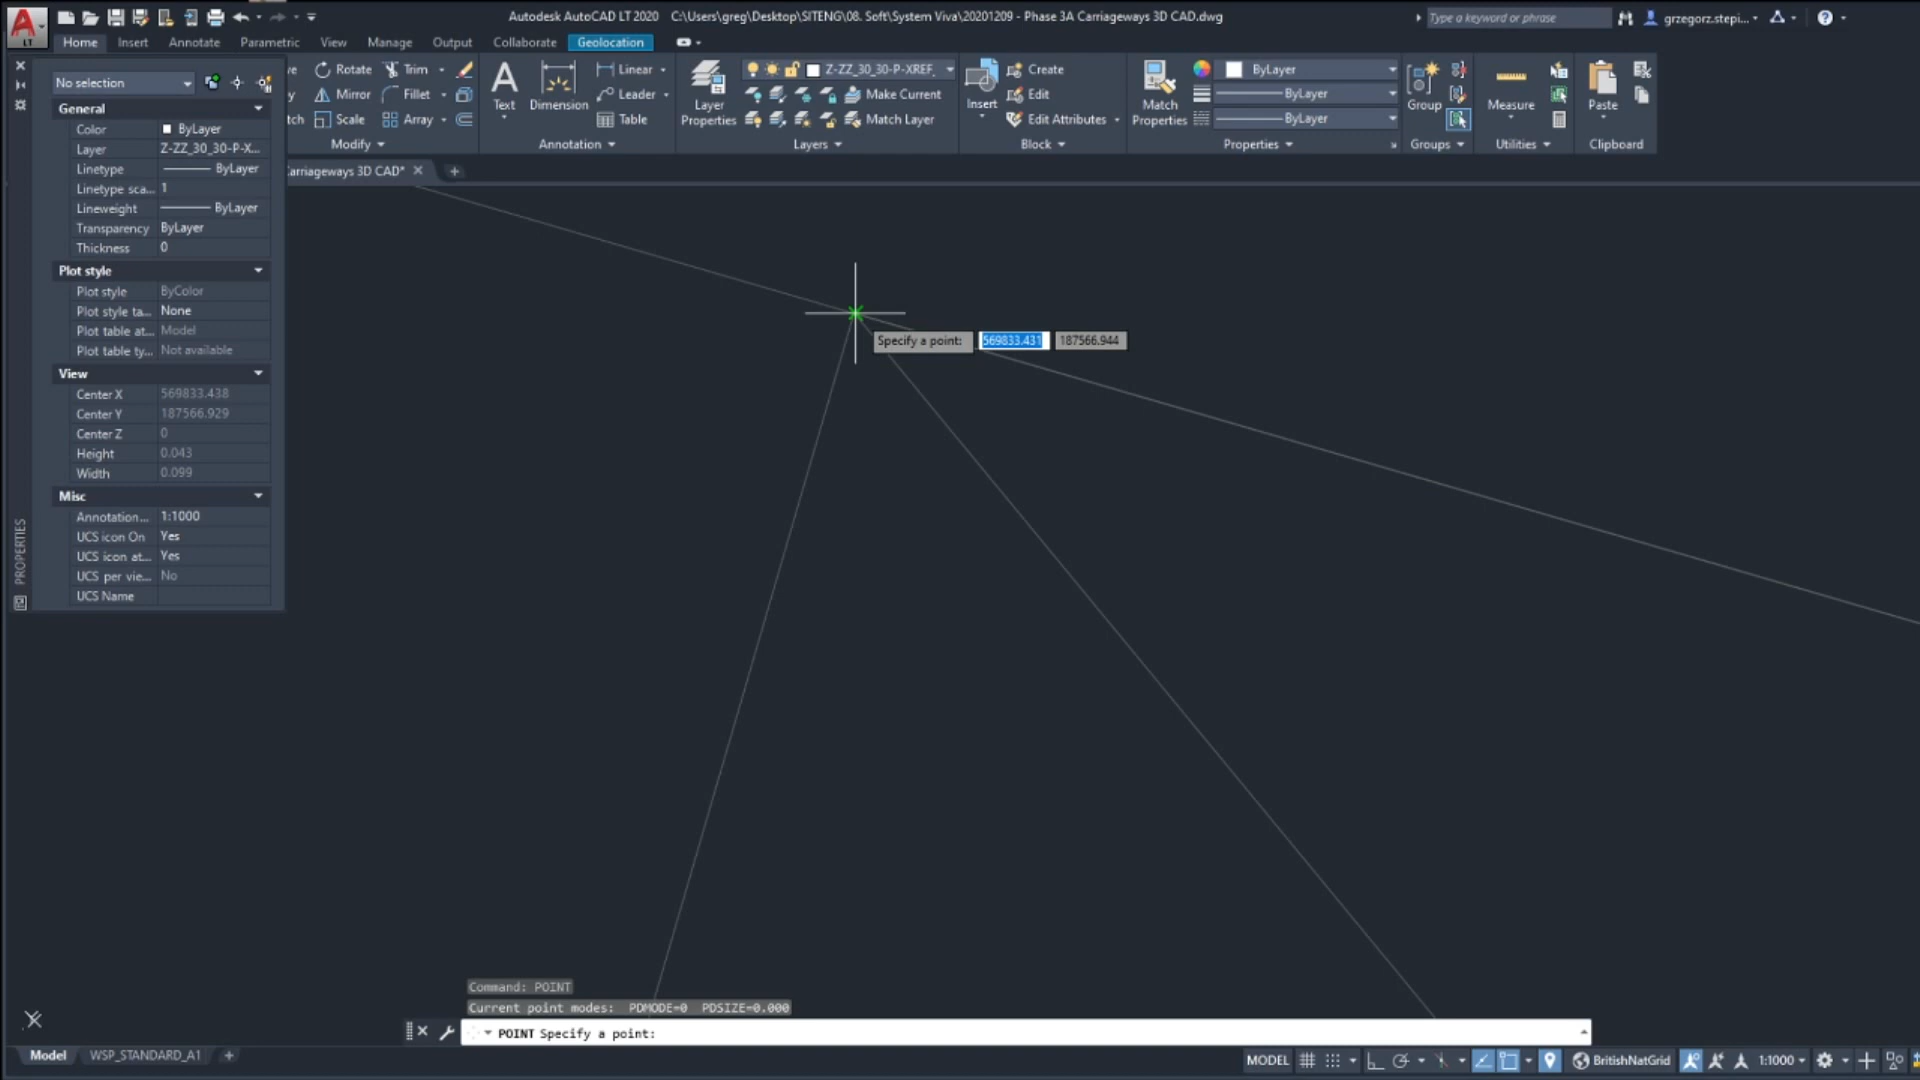 Autodesk AutoCAD LT 2020 C:\Users\greg\Desktop\SITENG\08. Soft\System Viva\20201209 - Phase 3A Carriageways 3D CAD.dwg
Type a keyword or phrase
grzegorz.stepi...
LT
Home Insert Annotate Parametric View Manage Output Collaborate Geolocation
No selection
Rotate Trim
Mirror Fillet
Scale Array
Modify
Text
Dimension
Linear
Leader
Table
Annotation
Layer Properties
Z-ZZ_30_30-P-XREF_
Make Current
Match Layer
Layers
Insert
Create
Edit
Edit Attributes
Block
Match Properties
ByLayer
ByLayer
ByLayer
Properties
Group
Groups
Measure
Utilities
Paste
Clipboard
arriageways 3D CAD*
General
Color ByLayer
Layer Z-ZZ_30_30-P-X...
Linetype ByLayer
Linetype sca... 1
Lineweight ByLayer
Transparency ByLayer
Thickness 0
Plot style
Plot style ByColor
Plot style ta... None
Plot table at... Model
Plot table ty... Not available
View
Center X 569833.438
Center Y 187566.929
Center Z 0
Height 0.043
Width 0.099
Misc
Annotation... 1:1000
UCS icon On Yes
UCS icon at... Yes
UCS per vie... No
UCS Name
PROPERTIES
Specify a point: 569833.431 187566.944
Command: POINT
Current point modes: PDMODE=0 PDSIZE=0.000
POINT Specify a point:
Model WSP_STANDARD_A1
MODEL BritishNatGrid 1:1000